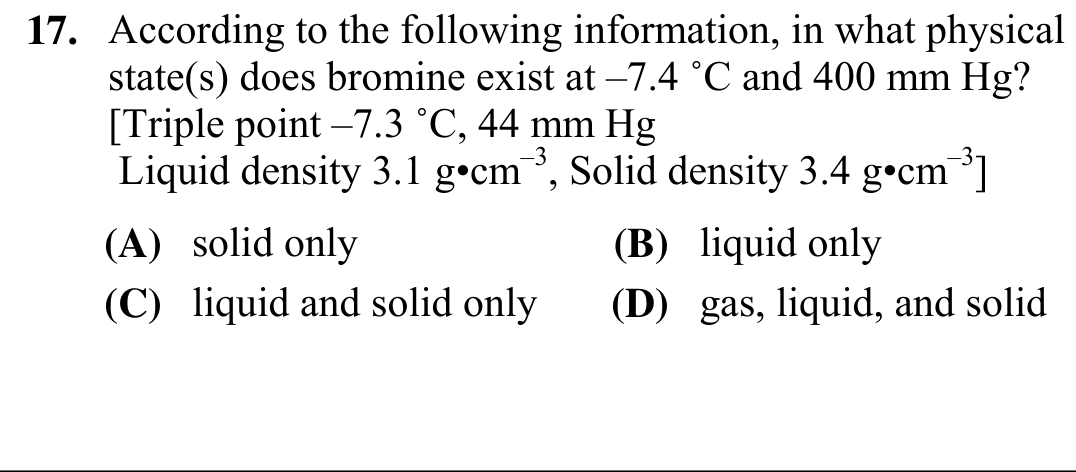 17. According to the following information, in what physical
state(s) does bromine exist at –7.4 ˚C and 400 mm Hg?
[Triple point –7.3 ˚C, 44 mm Hg
Liquid density 3.1 g•cm⁻³, Solid density 3.4 g•cm⁻³]
(A) solid only (B) liquid only
(C) liquid and solid only (D) gas, liquid, and solid